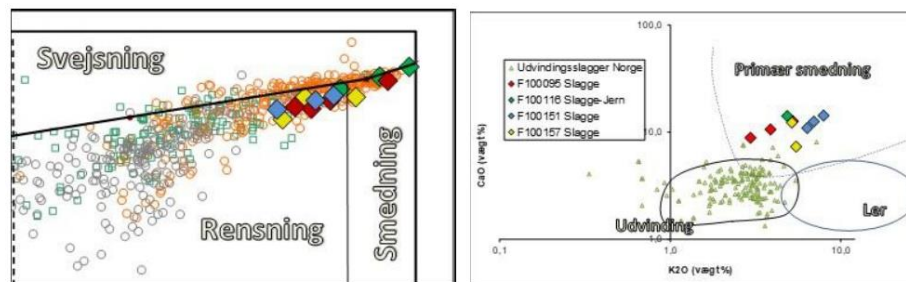 Svejsning
Rensning
Smedning
100,0
10,0
1,0
CaO (vægt%)
Udvindingsslagger Norge
F100095 Slagge
F100116 Slagge-Jern
F100151 Slagge
F100157 Slagge
Primær smedning
Udvinding
Ler
0,1
1,0
10,0
K2O (vægt%)